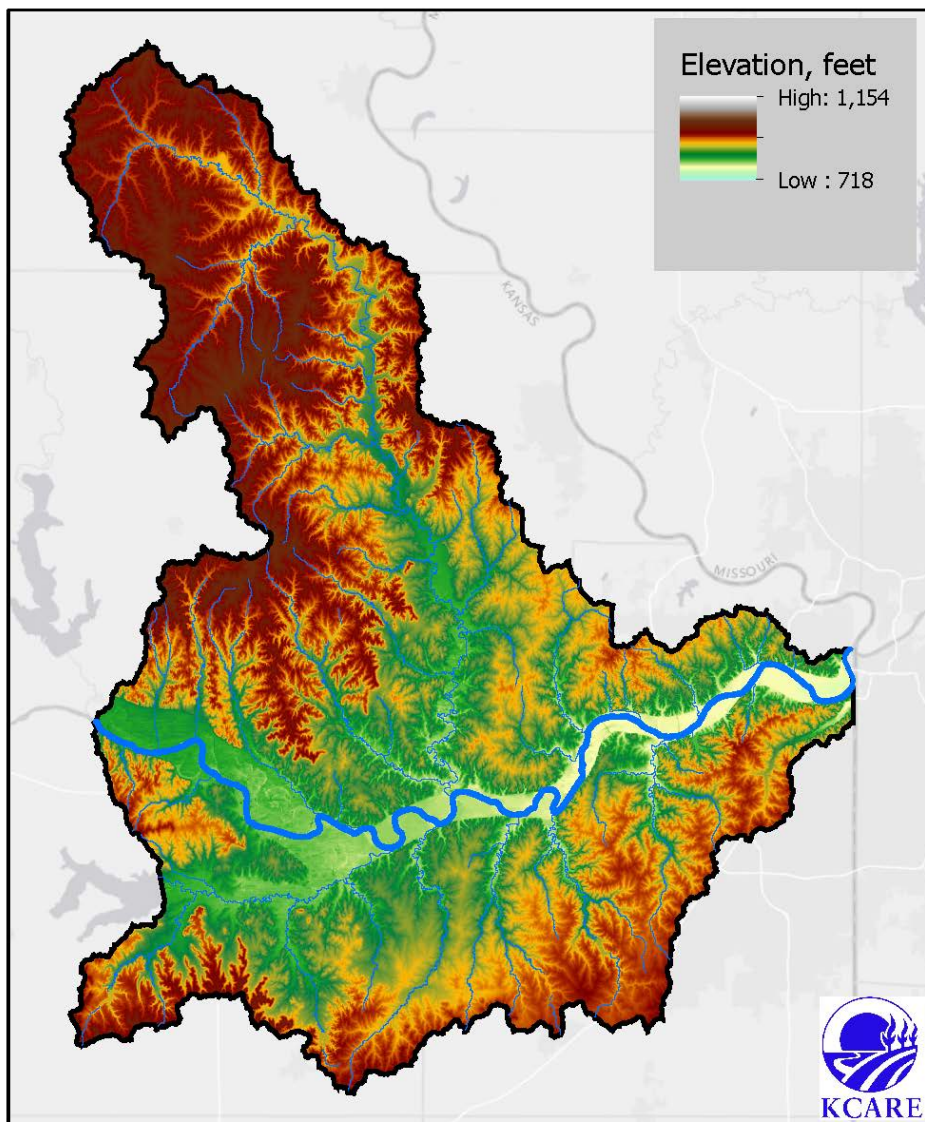 Elevation, feet
High: 1,154
Low : 718
KANSAS
MISSOURI
KCARE